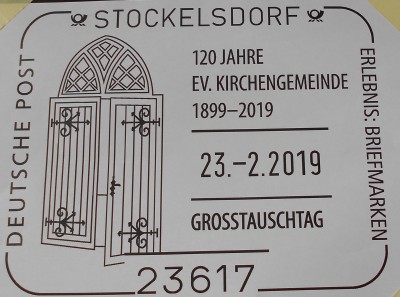 STOCKELSDORF
DEUTSCHE POST
120 JAHRE
EV. KIRCHENGEMEINDE
1899–2019
23.–2.2019
GROSSTAUSCHTAG
ERLEBNIS: BRIEFMARKEN
23617